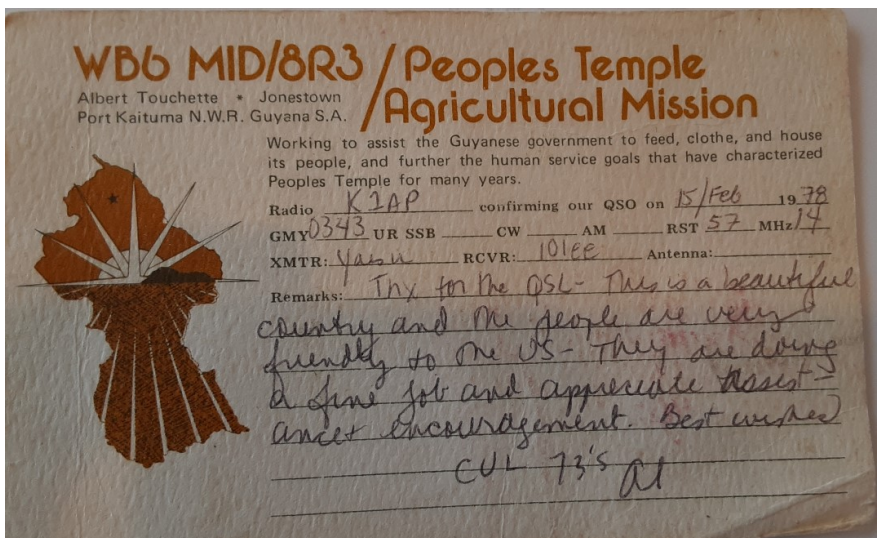 WB6 MID/8R3 / Peoples Temple
Albert Touchette • Jonestown / Agricultural Mission
Port Kaituma N.W.R. Guyana S.A.
Working to assist the Guyanese government to feed, clothe, and house
its people, and further the human service goals that have characterized
Peoples Temple for many years.
Radio K1AP confirming our QSO on 15/Feb 1978
GMY 0343 UR SSB CW AM RST 57 MHz 14
XMTR: Yaesu RCVR: 101ee Antenna:
Remarks: Thx for the QSL- This is a beautiful
country and the people are very
friendly to the US- They are doing
a fine job and appreciate assist-
ance+ encouragement. Best wishes
CUL 73's Al